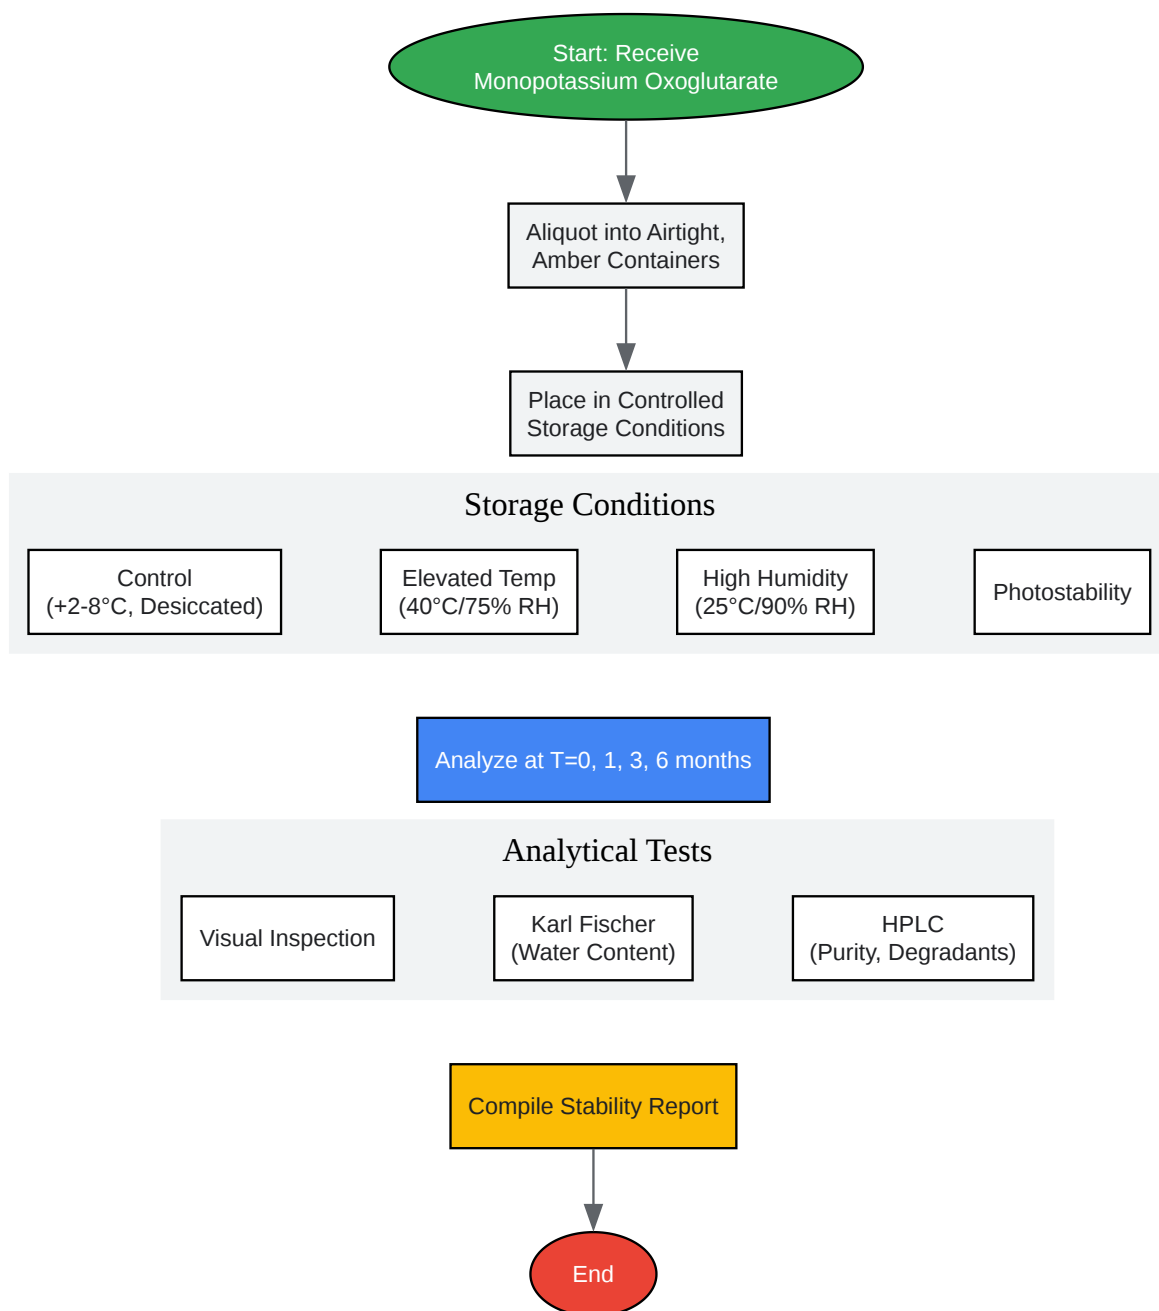 Start: Receive
Monopotassium Oxoglutarate
Aliquot into Airtight,
Amber Containers
Place in Controlled
Storage Conditions
Storage Conditions
Control
(+2-8°C, Desiccated)
Elevated Temp
(40°C/75% RH)
High Humidity
(25°C/90% RH)
Photostability
Analyze at T=0, 1, 3, 6 months
Analytical Tests
Visual Inspection
Karl Fischer
(Water Content)
HPLC
(Purity, Degradants)
Compile Stability Report
End